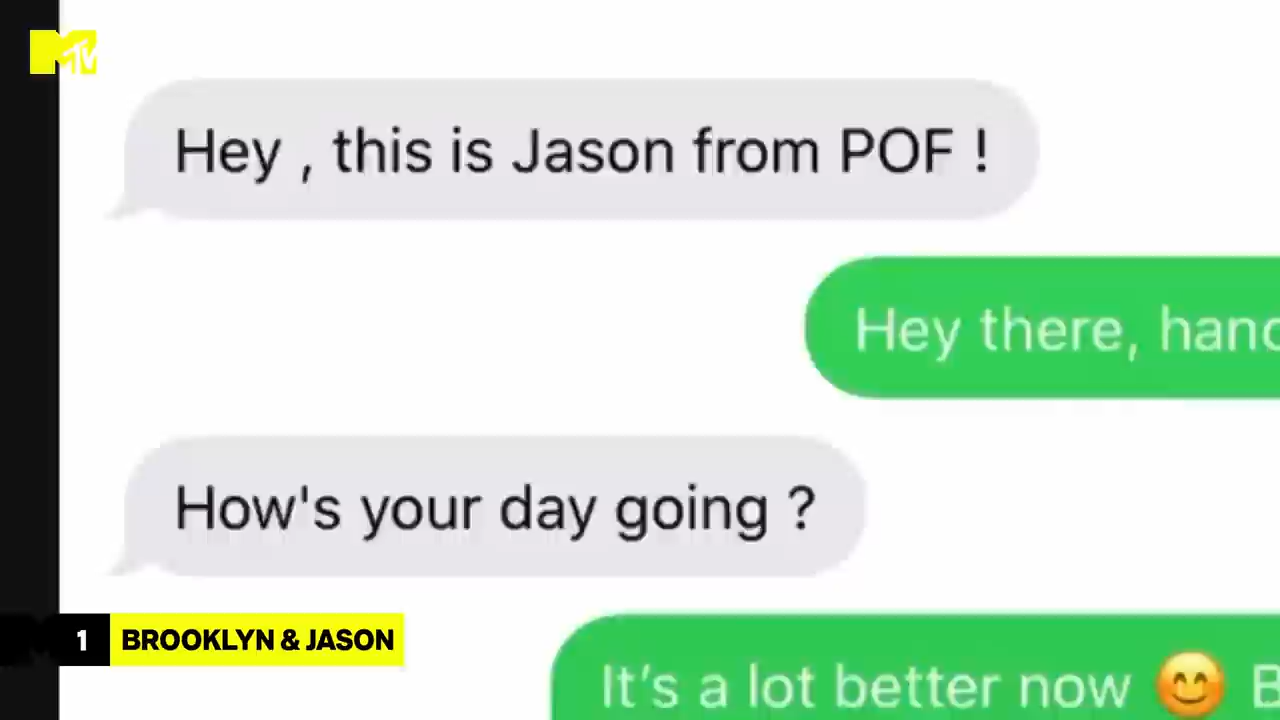 MTV
Hey , this is Jason from POF !
Hey there,
How's your day going ?
1 BROOKLYN & JASON
It's a lot better now 😊 B